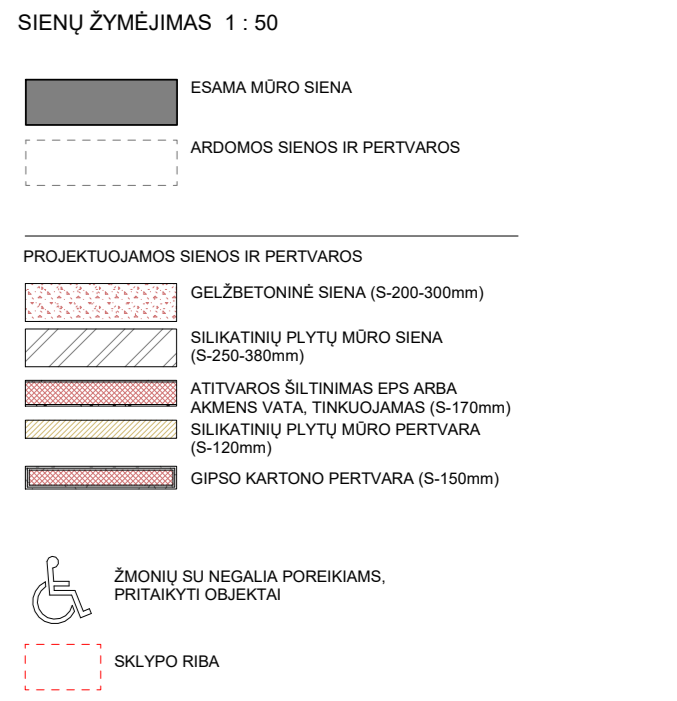 SIENŲ ŽYMĖJIMAS 1 : 50
ESAMA MŪRO SIENA
ARDOMOS SIENOS IR PERTVAROS
PROJEKTUOJAMOS SIENOS IR PERTVAROS
GELŽBETONINĖ SIENA (S-200-300mm)
SILIKATINIŲ PLYTŲ MŪRO SIENA
(S-250-380mm)
ATITVAROS ŠILTINIMAS EPS ARBA
AKMENS VATA, TINKUOJAMAS (S-170mm)
SILIKATINIŲ PLYTŲ MŪRO PERTVARA
(S-120mm)
GIPSO KARTONO PERTVARA (S-150mm)
ŽMONIŲ SU NEGALIA POREIKIAMS,
PRITAIKYTI OBJEKTAI
SKLYPO RIBA